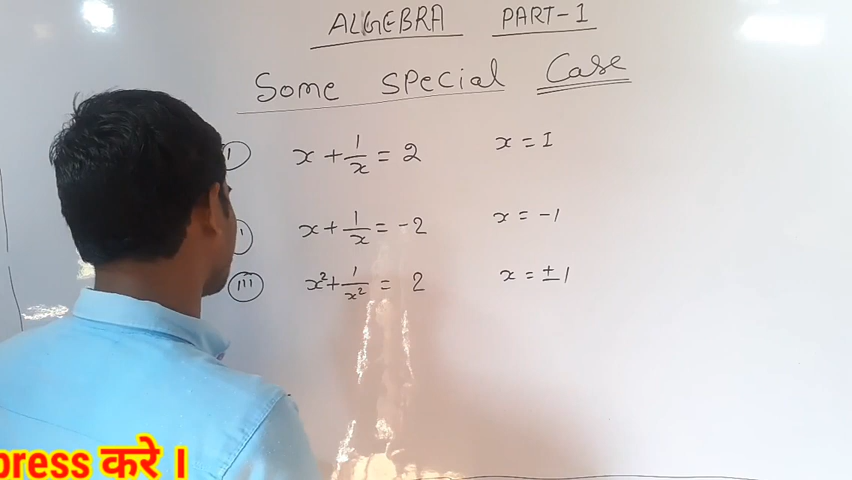 ALGEBRA PART-1
Some Special Case
x + 1/x = 2 x = 1
x + 1/x = -2 x = -1
(iii) x² + 1/x² = 2 x = ±1
press करे ।